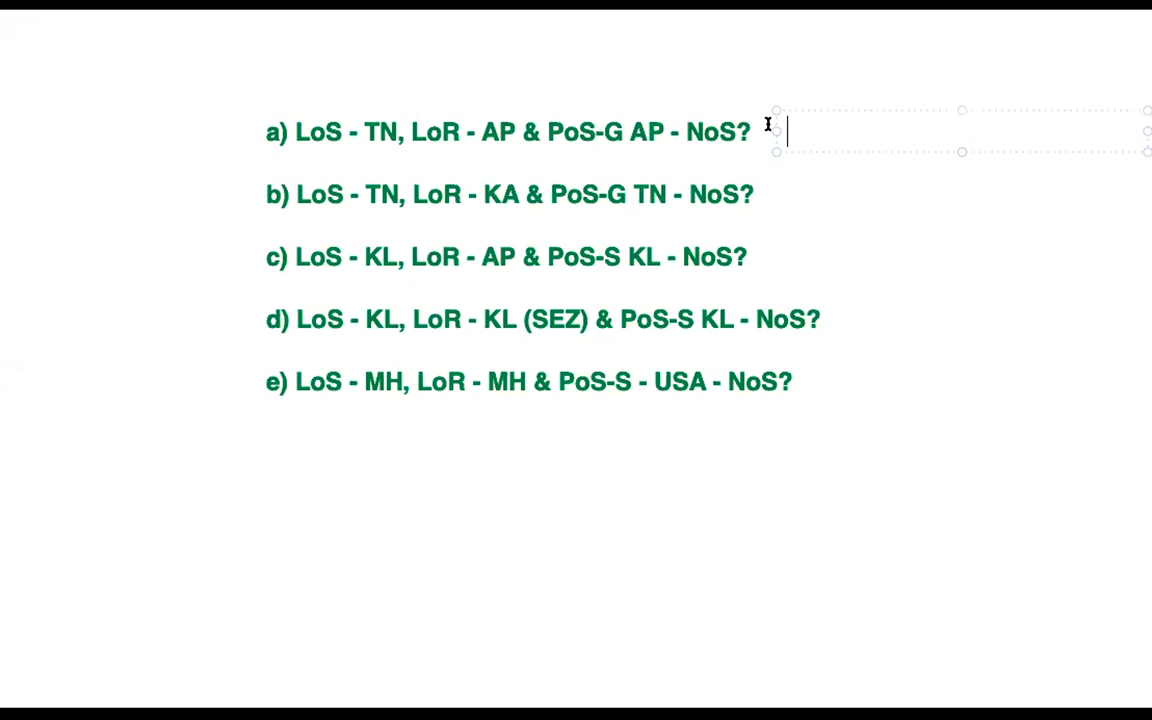 a) LoS - TN, LoR - AP & PoS-G AP - NoS?
b) LoS - TN, LoR - KA & PoS-G TN - NoS?
c) LoS - KL, LoR - AP & PoS-S KL - NoS?
d) LoS - KL, LoR - KL (SEZ) & PoS-S KL - NoS?
e) LoS - MH, LoR - MH & PoS-S - USA - NoS?